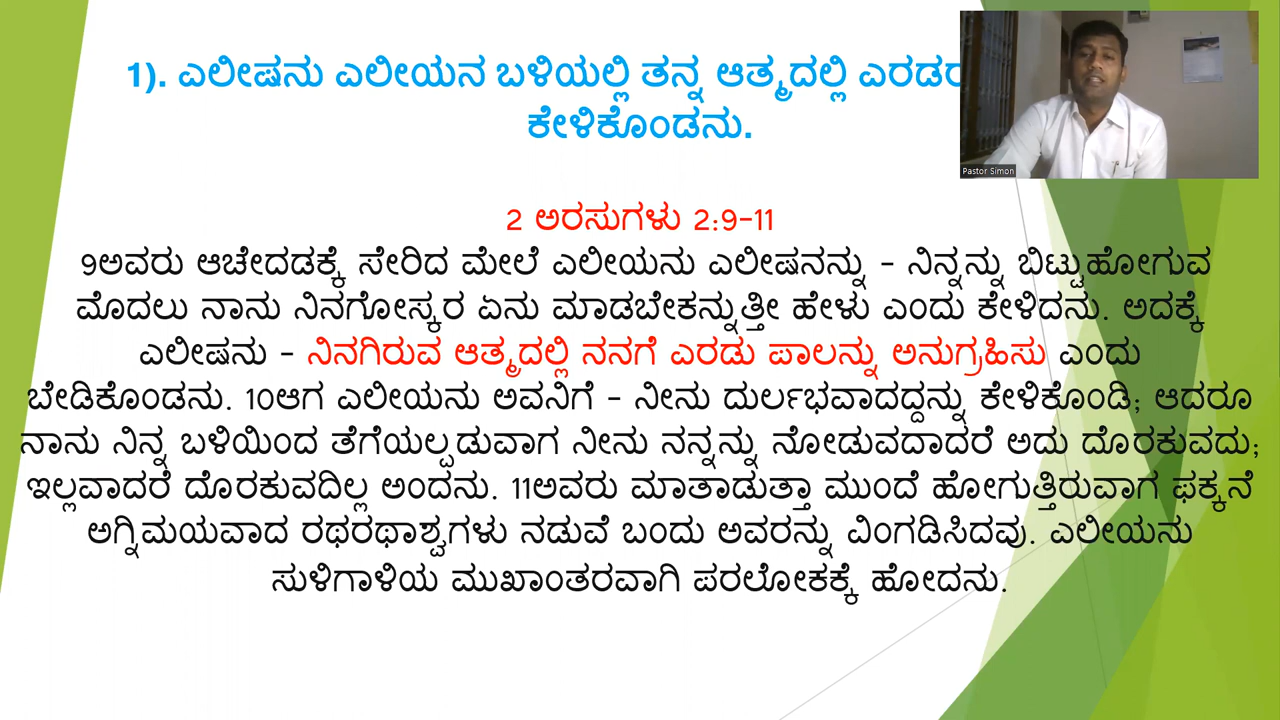 1). ಎಲೀಷನು ಎಲೀಯನ ಬಳಿಯಲ್ಲಿ ತನ್ನ ಆತ್ಮದಲ್ಲಿ
ಕೇಳಿಕೊಂಡನು.
Pastor Simon
2 ಅರಸುಗಳು 2:9-11
9ಅವರು ಆಚೇದಡಕ್ಕೆ ಸೇರಿದ ಮೇಲೆ ಎಲೀಯನು ಎಲೀಷನನ್ನು - ನಿನ್ನನ್ನು ಬಿಟ್ಟುಹೋಗುವ
ಮೊದಲು ನಾನು ನಿನಗೋಸ್ಕರ ಏನು ಮಾಡಬೇಕನ್ನುತ್ತೀ ಹೇಳು ಎಂದು ಕೇಳಿದನು. ಅದಕ್ಕೆ
ಎಲೀಷನು - ನಿನಗಿರುವ ಆತ್ಮದಲ್ಲಿ ನನಗೆ ಎರಡು ಪಾಲನ್ನು ಅನುಗ್ರಹಿಸು ಎಂದು
ಬೇಡಿಕೊಂಡನು. 10ಆಗ ಎಲೀಯನು ಅವನಿಗೆ - ನೀನು ದುರ್ಲಭವಾದದ್ದನ್ನು ಕೇಳಿಕೊಂಡಿ; ಆದರೂ
ನಾನು ನಿನ್ನ ಬಳಿಯಿಂದ ತೆಗೆಯಲ್ಪಡುವಾಗ ನೀನು ನನ್ನನ್ನು ನೋಡುವದಾದರೆ ಅದು ದೊರಕುವದು;
ಇಲ್ಲವಾದರೆ ದೊರಕುವದಿಲ್ಲ ಅಂದನು. 11ಅವರು ಮಾತಾಡುತ್ತಾ ಮುಂದೆ ಹೋಗುತ್ತಿರುವಾಗ ಫಕ್ಕನೆ
ಅಗ್ನಿಮಯವಾದ ರಥರಥಾಶ್ವಗಳು ನಡುವೆ ಬಂದು ಅವರನ್ನು ವಿಂಗಡಿಸಿದವು. ಎಲೀಯನು
ಸುಳಿಗಾಳಿಯ ಮುಖಾಂತರವಾಗಿ ಪರಲೋಕಕ್ಕೆ ಹೋದನು.